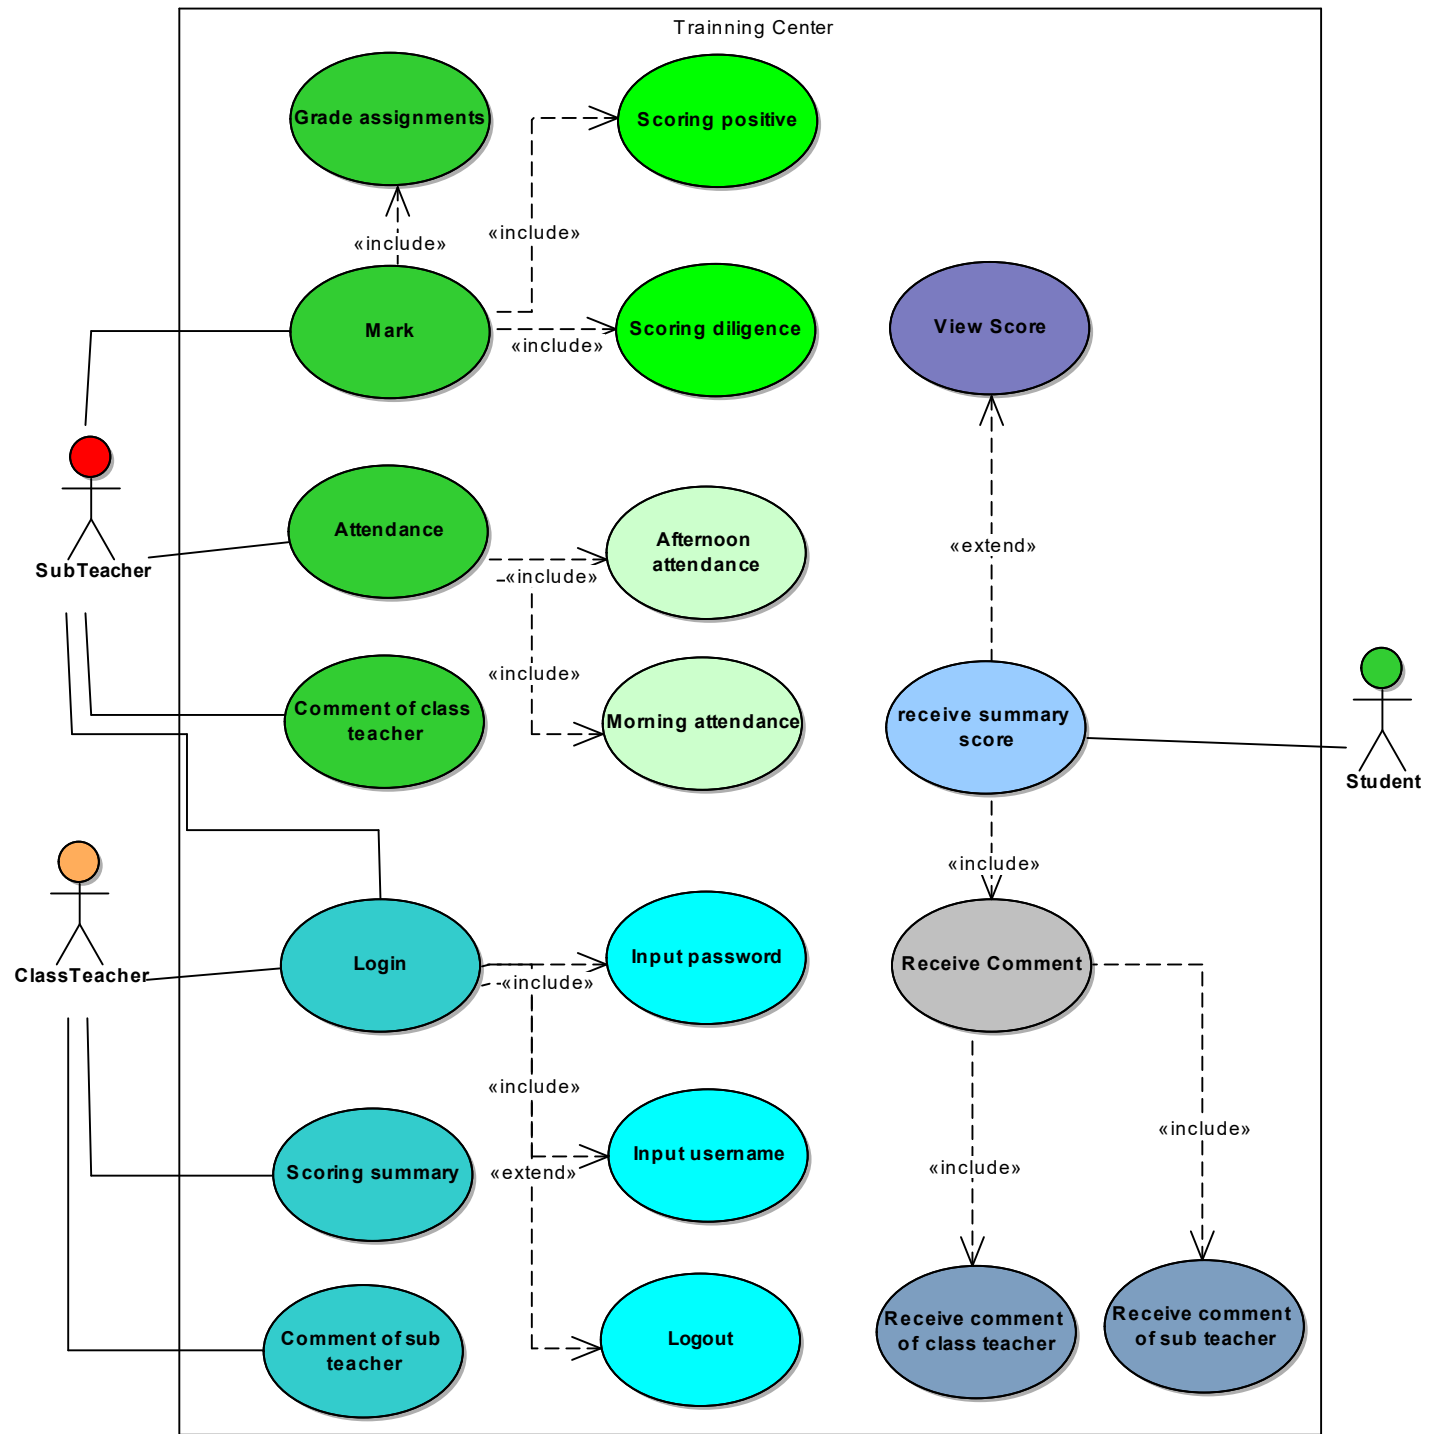 Trainning Center
Grade assignments
Scoring positive
«include»
«include»
Mark
Scoring diligence
«include»
View Score
SubTeacher
Attendance
Afternoon
attendance
«include»
«extend»
«include»
Comment of class
teacher
Morning attendance
receive summary
score
Student
«include»
ClassTeacher
Login
Input password
«include»
Receive Comment
«include»
Input username
«extend»
Scoring summary
«include»
«include»
Comment of sub
teacher
Logout
Receive comment
of class teacher
Receive comment
of sub teacher